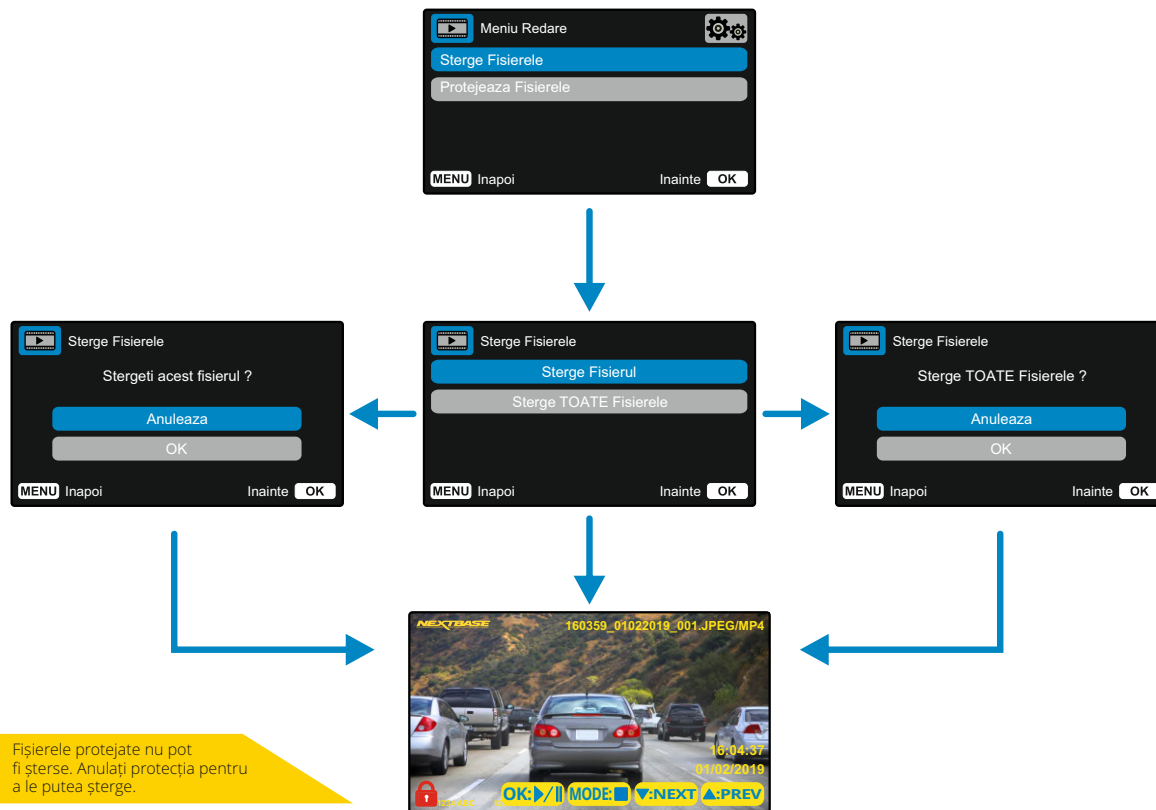 Meniu Redare
Sterge Fisierele
Protejeaza Fisierele
MENU Inapoi Inainte OK
Sterge Fisierele
Stergeti acest fisierul ?
Anuleaza
OK
MENU Inapoi Inainte OK
Sterge Fisierele
Sterge Fisierul
Sterge TOATE Fisierele
MENU Inapoi Inainte OK
Sterge Fisierele
Sterge TOATE Fisierele ?
Anuleaza
OK
MENU Inapoi Inainte OK
NEXTBASE 160359_01022019_001.JPEG/MP4
16:04:37
01/02/2019
OK: MODE: :NEXT :PREV
Fișierele protejate nu pot
fi șterse. Anulați protecția pentru
a le putea șterge.